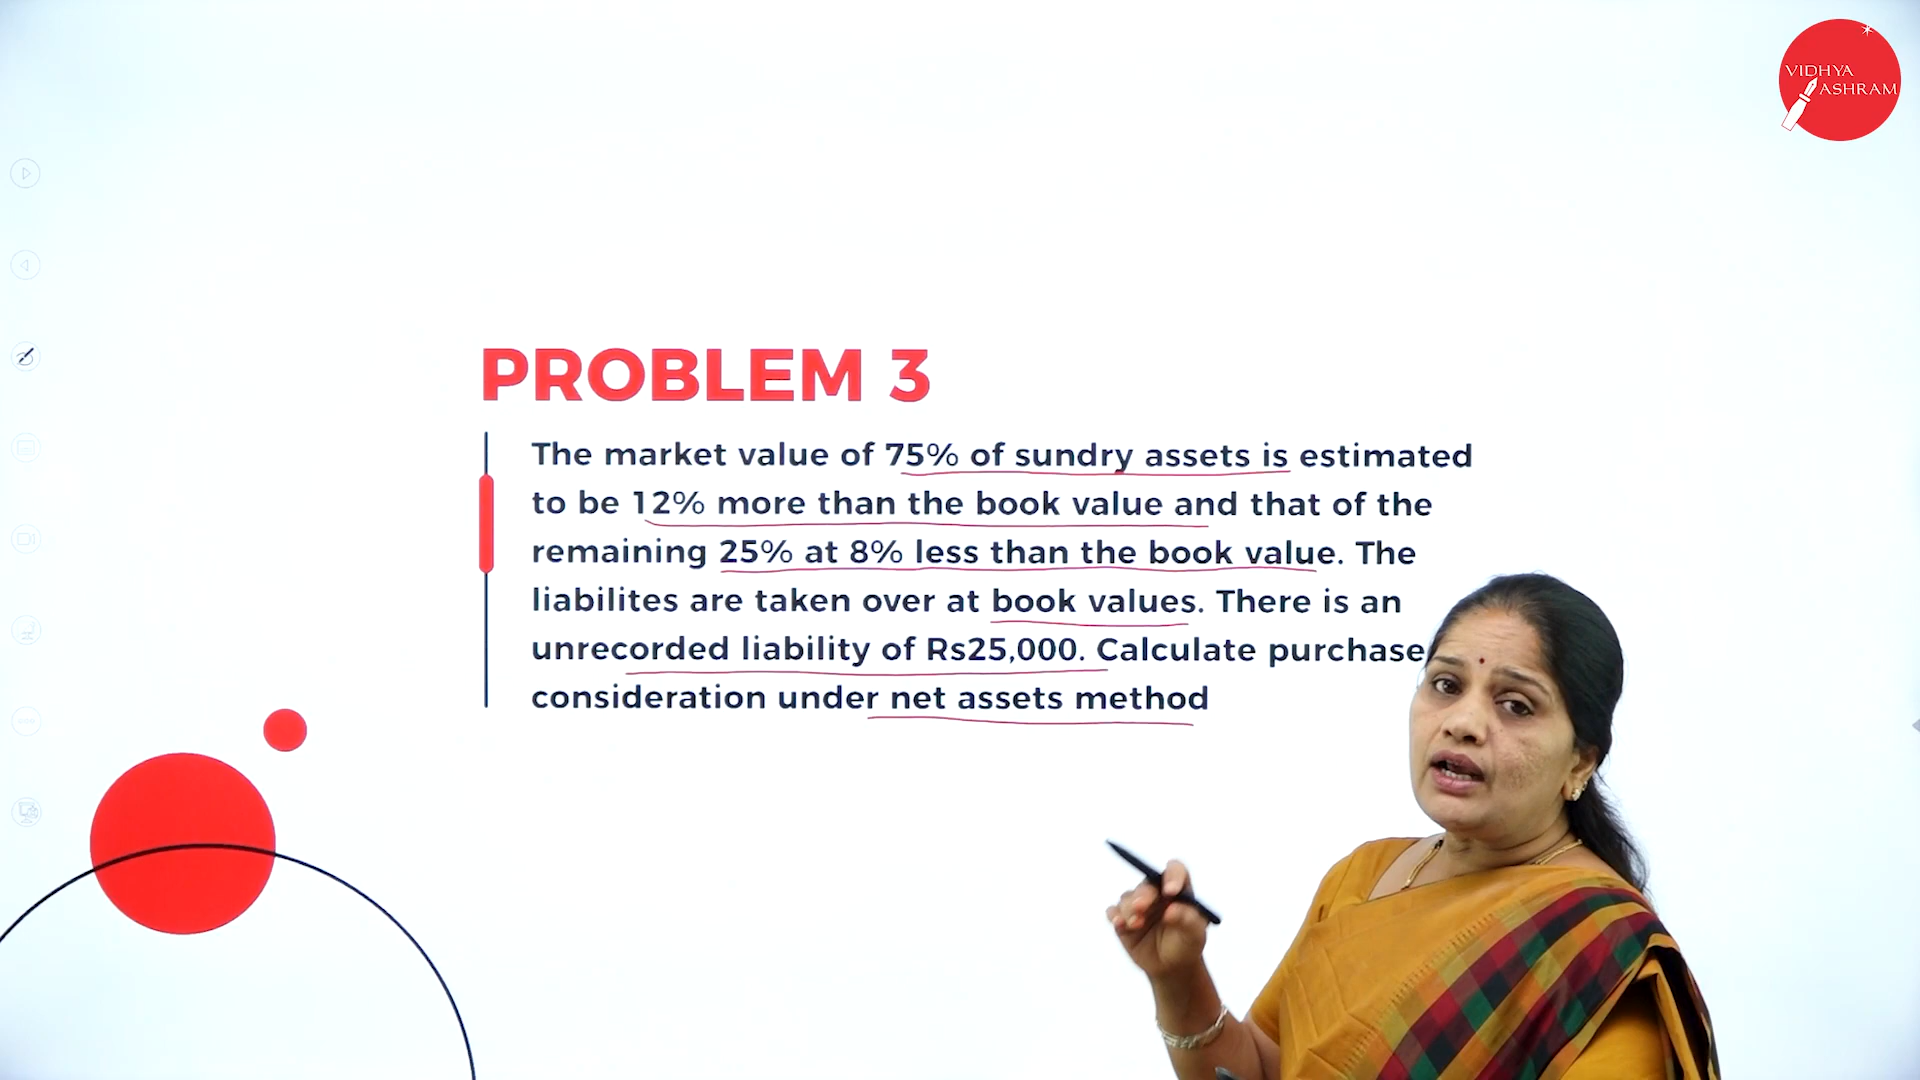 VIDHYA
ASHRAM
PROBLEM 3
The market value of 75% of sundry assets is estimated
to be 12% more than the book value and that of the
remaining 25% at 8% less than the book value. The
liabilites are taken over at book values. There is an
unrecorded liability of Rs25,000. Calculate purchase
consideration under net assets method